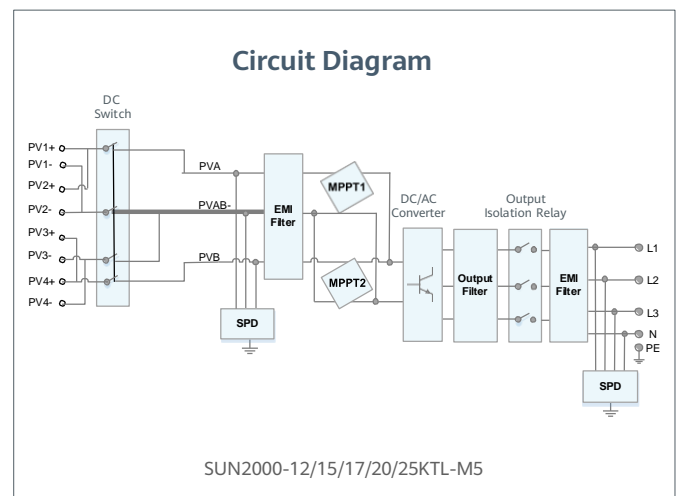 Circuit Diagram
DC
Switch
PV1+
PV1-
PV2+
PV2-
PV3+
PV3-
PV4+
PV4-
PVA
PVAB-
PVB
EMI
Filter
SPD
MPPT1
MPPT2
DC/AC
Converter
Output
Filter
Output
Isolation Relay
EMI
Filter
L1
L2
L3
N
PE
SPD
SUN2000-12/15/17/20/25KTL-M5